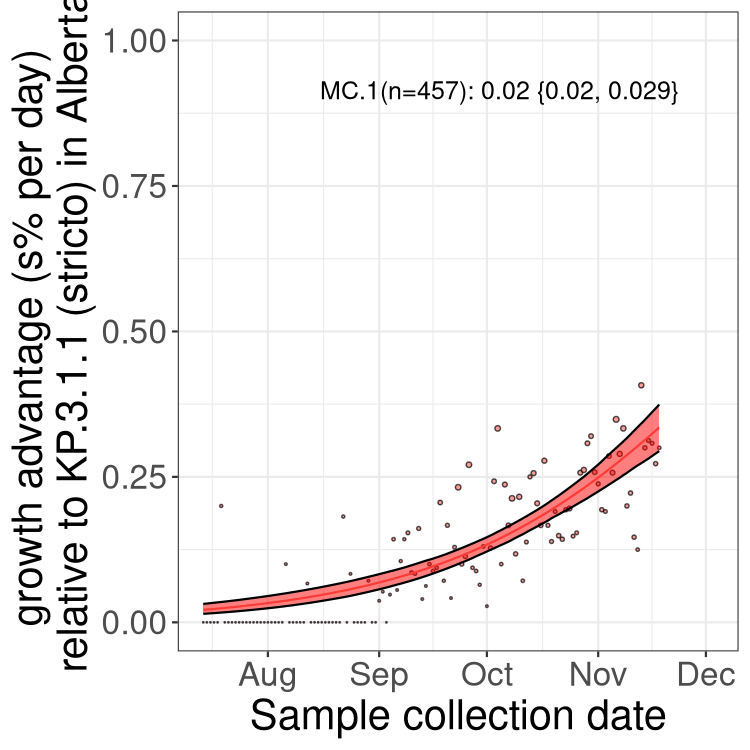 growth advantage (s% per day)
relative to KP.3.1.1 (stricto) in Alberta
1.00
0.75
0.50
0.25
0.00
MC.1(n=457): 0.02 {0.02, 0.029}
Aug Sep Oct Nov Dec
Sample collection date